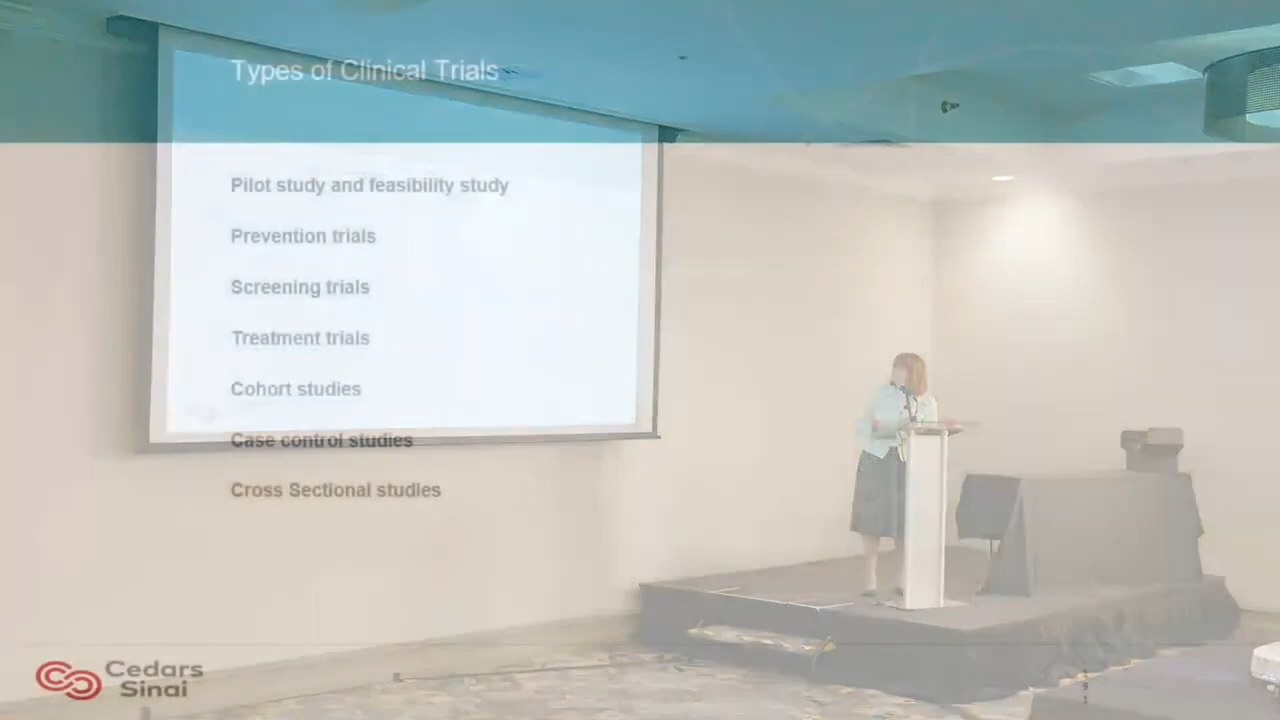 Types of Clinical Trials
Pilot study and feasibility study
Prevention trials
Screening trials
Treatment trials
Cohort studies
Case control studies
Cross Sectional studies
Cedars
Sinai